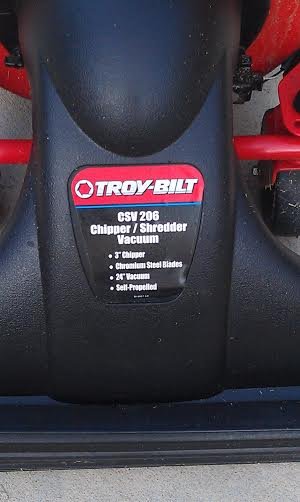 TROY-BILT
CSV 206
Chipper / Shredder
Vacuum
• 3" Chipper
• Chromium Steel Blades
• 24" Vacuum
• Self-Propelled